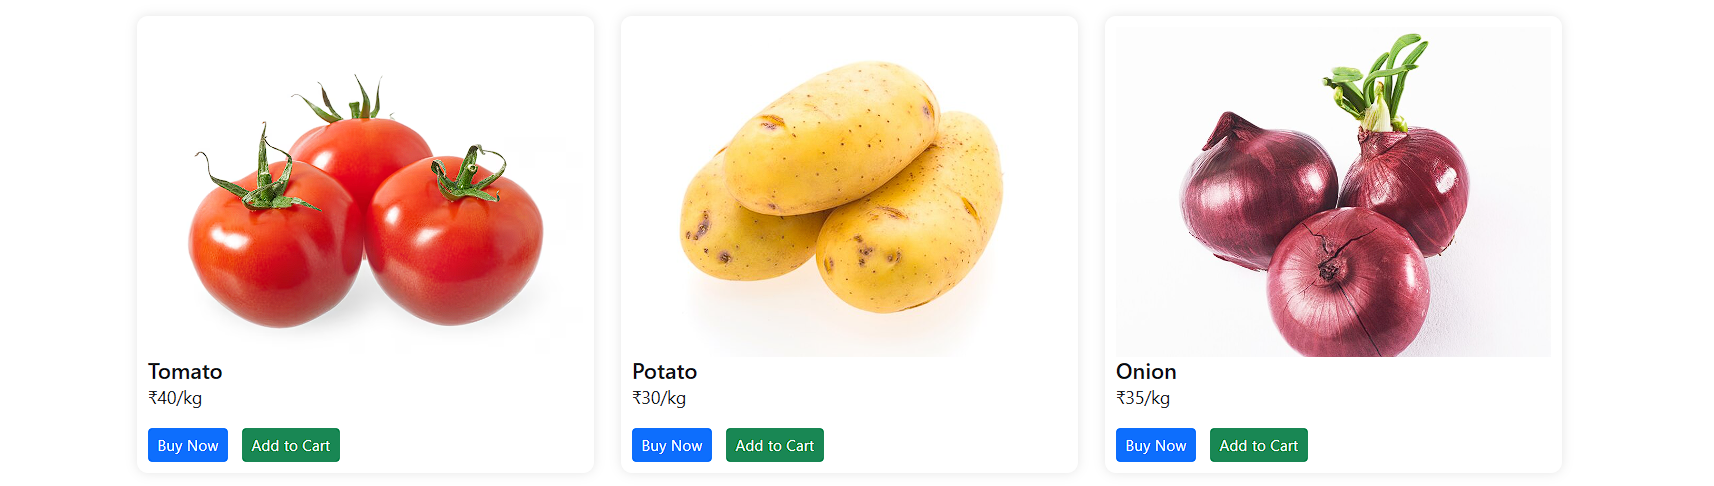 Tomato
₹40/kg
Buy Now Add to Cart
Potato
₹30/kg
Buy Now Add to Cart
Onion
₹35/kg
Buy Now Add to Cart